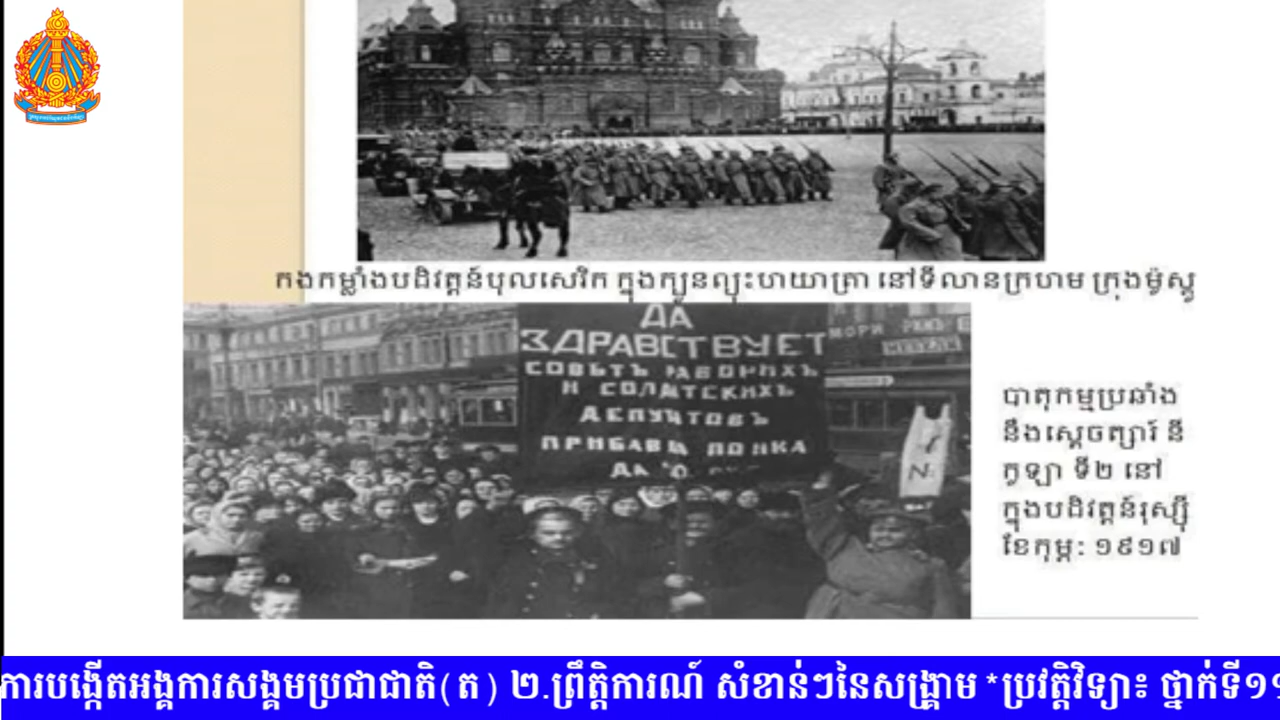 កងកម្លាំងបដិវត្តន៍បុលសេវិក ក្នុងក្បួនព្យុះហយាត្រា នៅទីលានក្រហម ក្រុងម៉ូស្គូ
ДА
ЗДРАВСТВУЕТ
СОВѢТЪ РАБОЧИХЪ
И СОЛДАТСКИХЪ
ДЕПУТАТОВЪ
បាតុកម្មប្រឆាំង
នឹងស្តេចត្សារ៍ នី
កូឡា ទី២ នៅ
ក្នុងបដិវត្តន៍រុស្ស៊ី
ខែកុម្ភៈ ១៩១៧
ការបង្កើតអង្គការសង្គមប្រជាជាតិ(ត) ២.ព្រឹត្តិការណ៍ សំខាន់ៗនៃសង្គ្រាម *ប្រវត្តិវិទ្យា៖ ថ្នាក់ទី១១